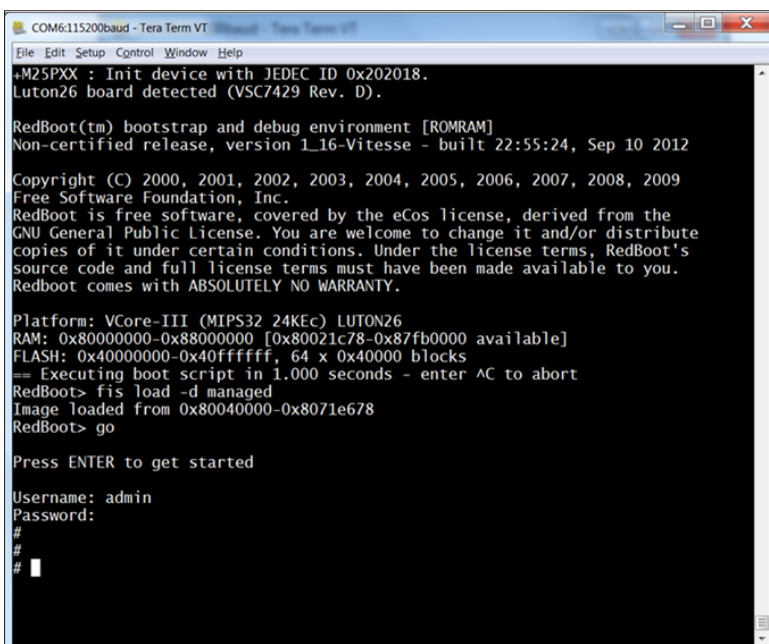 COM6:115200baud - Tera Term VT
File Edit Setup Control Window Help
+M25PXX : Init device with JEDEC ID 0x202018.
Luton26 board detected (VSC7429 Rev. D).
RedBoot(tm) bootstrap and debug environment [ROMRAM]
Non-certified release, version 1_16-Vitesse - built 22:55:24, Sep 10 2012
Copyright (C) 2000, 2001, 2002, 2003, 2004, 2005, 2006, 2007, 2008, 2009
Free Software Foundation, Inc.
RedBoot is free software, covered by the eCos license, derived from the
GNU General Public License. You are welcome to change it and/or distribute
copies of it under certain conditions. Under the license terms, RedBoot's
source code and full license terms must have been made available to you.
Redboot comes with ABSOLUTELY NO WARRANTY.
Platform: VCore-III (MIPS32 24KEc) LUTON26
RAM: 0x80000000-0x88000000 [0x80021c78-0x87fb0000 available]
FLASH: 0x40000000-0x40ffffff, 64 x 0x40000 blocks
== Executing boot script in 1.000 seconds - enter ^C to abort
RedBoot> fis load -d managed
Image loaded from 0x80040000-0x8071e678
RedBoot> go
Press ENTER to get started
Username: admin
Password:
#
#
#